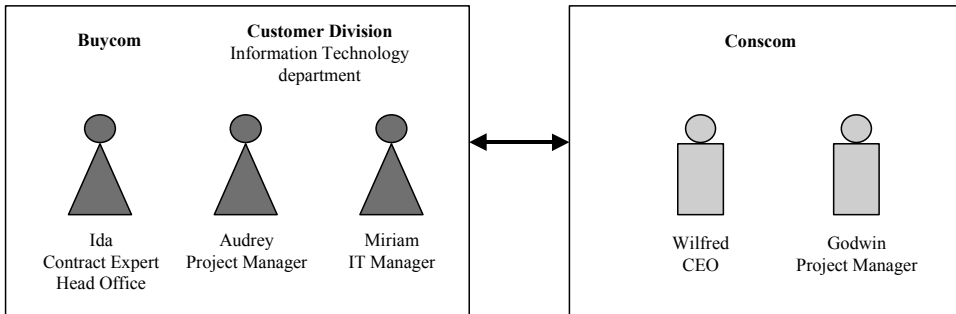 Buycom
Customer Division
Information Technology
department
Conscom
Ida
Contract Expert
Head Office
Audrey
Project Manager
Miriam
IT Manager
Wilfred
CEO
Godwin
Project Manager